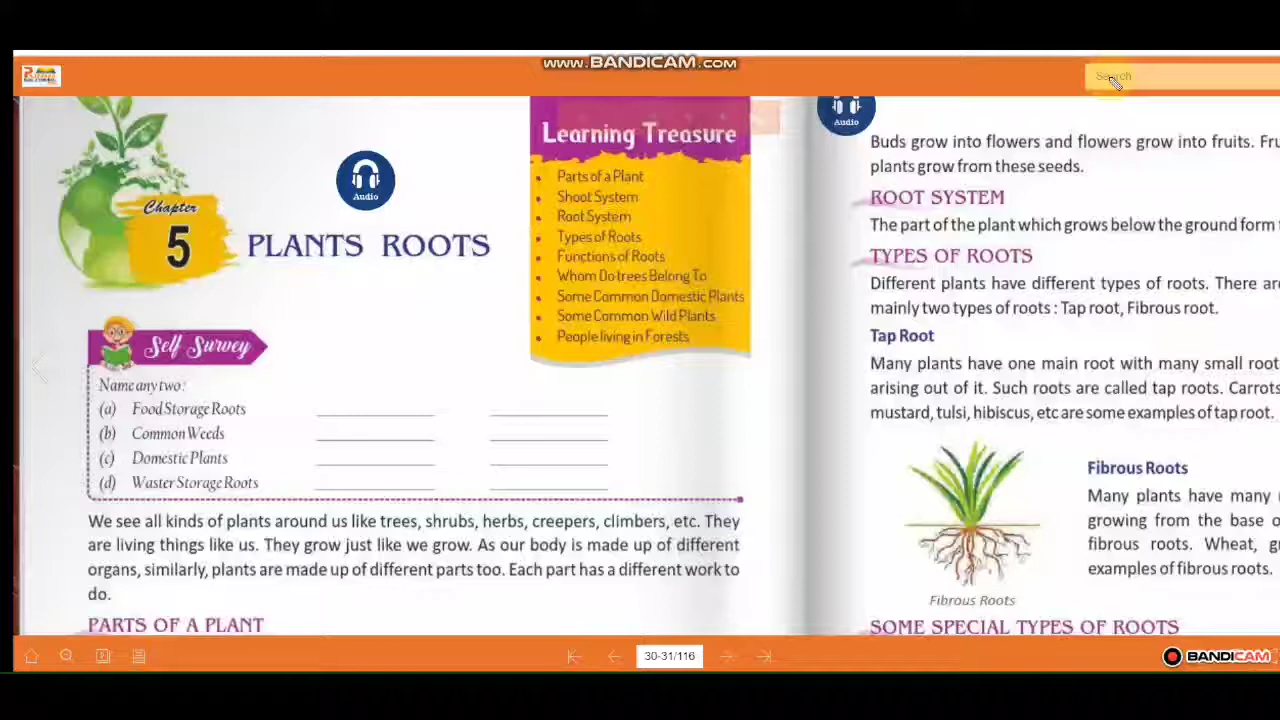 www.BANDICAM.com
Search
Learning Treasure
• Parts of a Plant
• Shoot System
• Root System
• Types of Roots
• Functions of Roots
• Whom Do trees Belong To
• Some Common Domestic Plants
• Some Common Wild Plants
• People living in Forests
Audio
Chapter
5
PLANTS ROOTS
Self Survey
Name any two :
(a) Food Storage Roots
(b) Common Weeds
(c) Domestic Plants
(d) Waster Storage Roots
We see all kinds of plants around us like trees, shrubs, herbs, creepers, climbers, etc. They
are living things like us. They grow just like we grow. As our body is made up of different
organs, similarly, plants are made up of different parts too. Each part has a different work to
do.
PARTS OF A PLANT
Audio
Buds grow into flowers and flowers grow into fruits.
plants grow from these seeds.
ROOT SYSTEM
The part of the plant which grows below the ground form
TYPES OF ROOTS
Different plants have different types of roots. There are
mainly two types of roots : Tap root, Fibrous root.
Tap Root
Many plants have one main root with many small root
arising out of it. Such roots are called tap roots. Carrots
mustard, tulsi, hibiscus, etc are some examples of tap root.
Fibrous Roots
Many plants have many
growing from the base
fibrous roots. Wheat,
examples of fibrous roots.
Fibrous Roots
SOME SPECIAL TYPES OF ROOTS
30-31/116
BANDICAM